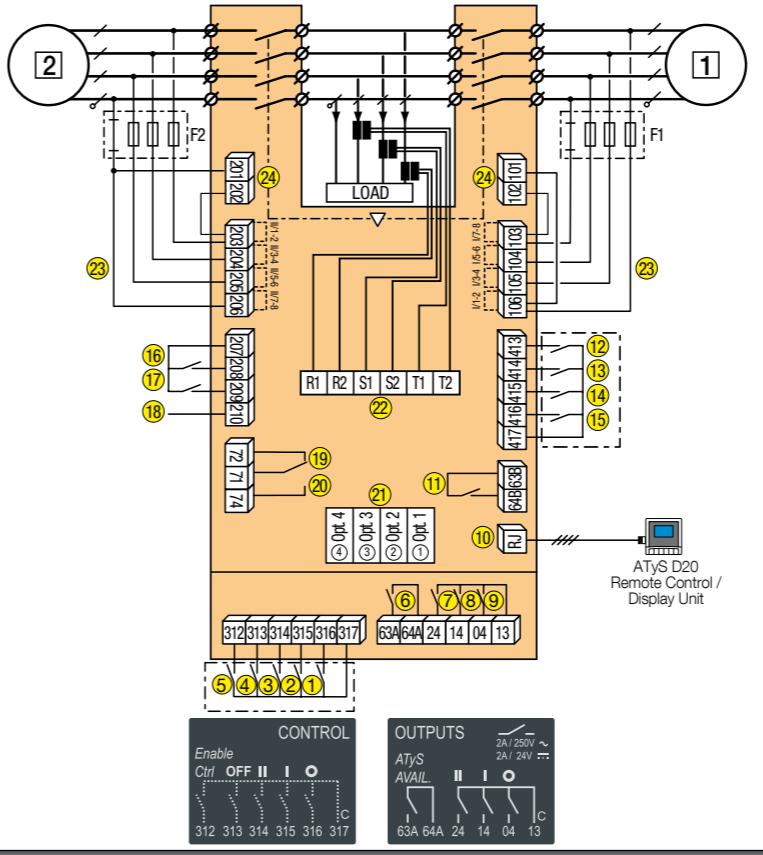 2
1
F2
F1
201
202
24
LOAD
24
101
102
203
204
205
206
II/1-2
II/3-4
II/5-6
II/7-8
I/7-8
I/5-6
I/3-4
I/1-2
103
104
105
106
23
23
16
17
18
207
208
209
210
413
414
415
416
417
12
13
14
15
R1 R2 S1 S2 T1 T2
22
72
71
74
19
20
21
11
63B
64B
Opt. 4 ④
Opt. 3 ③
Opt. 2 ②
Opt. 1 ①
10
RJ
ATyS D20
Remote Control /
Display Unit
6 7 8 9
312 313 314 315 316 317
63A 64A 24 14 04 13
5 4 3 2 1
CONTROL
Enable
Ctrl OFF II I O
C
312 313 314 315 316 317
OUTPUTS
2A / 250V ~
2A / 24V ⎓
ATyS
AVAIL. II I O
C
63A 64A 24 14 04 13